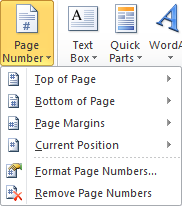 Page
Number
Text
Box
Quick
Parts
WordA
Top of Page
Bottom of Page
Page Margins
Current Position
Format Page Numbers...
Remove Page Numbers